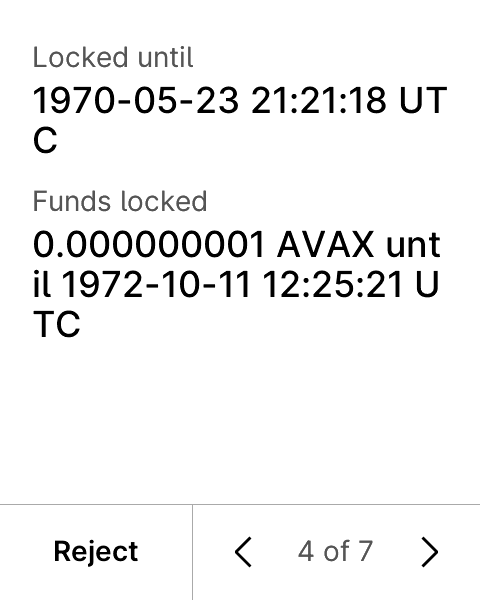 Locked until
1970-05-23 21:21:18 UT
C
Funds locked
0.000000001 AVAX unt
il 1972-10-11 12:25:21 U
TC
Reject
4 of 7